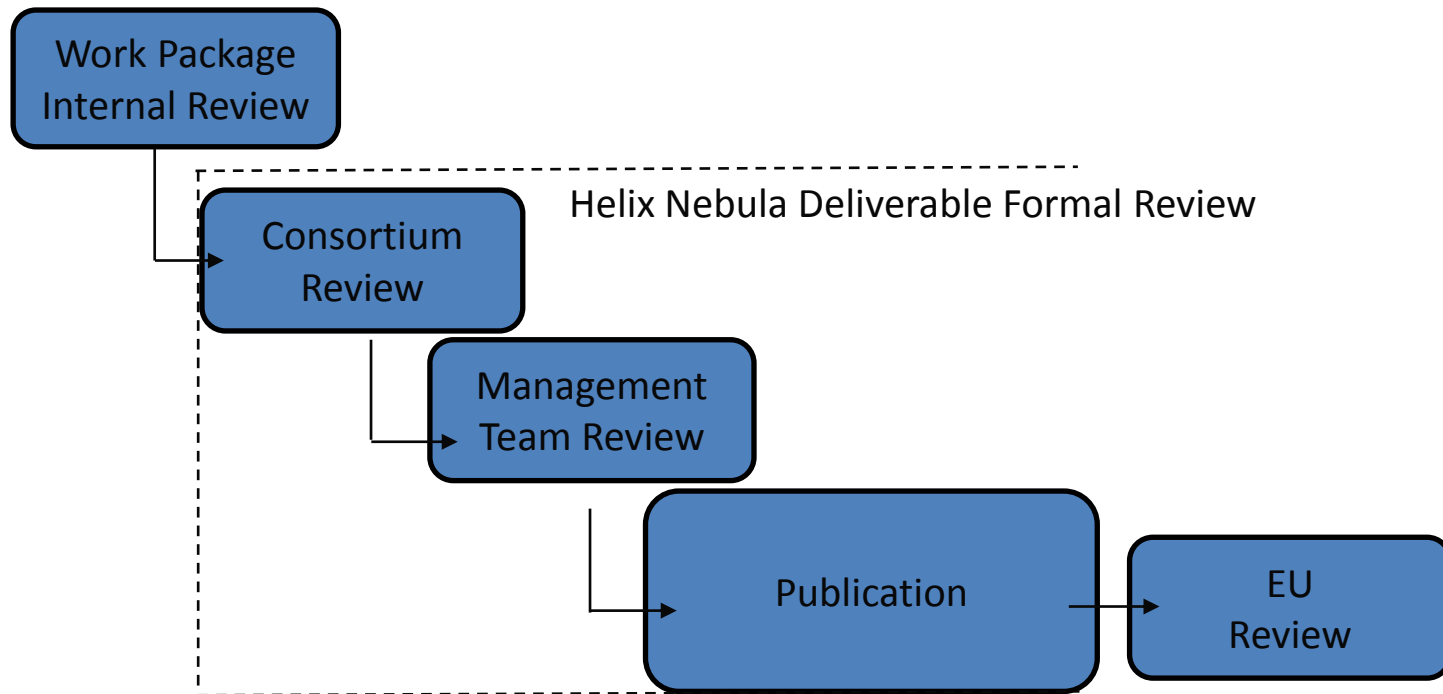 Work Package
Internal Review
Helix Nebula Deliverable Formal Review
Consortium
Review
Management
Team Review
Publication
EU
Review